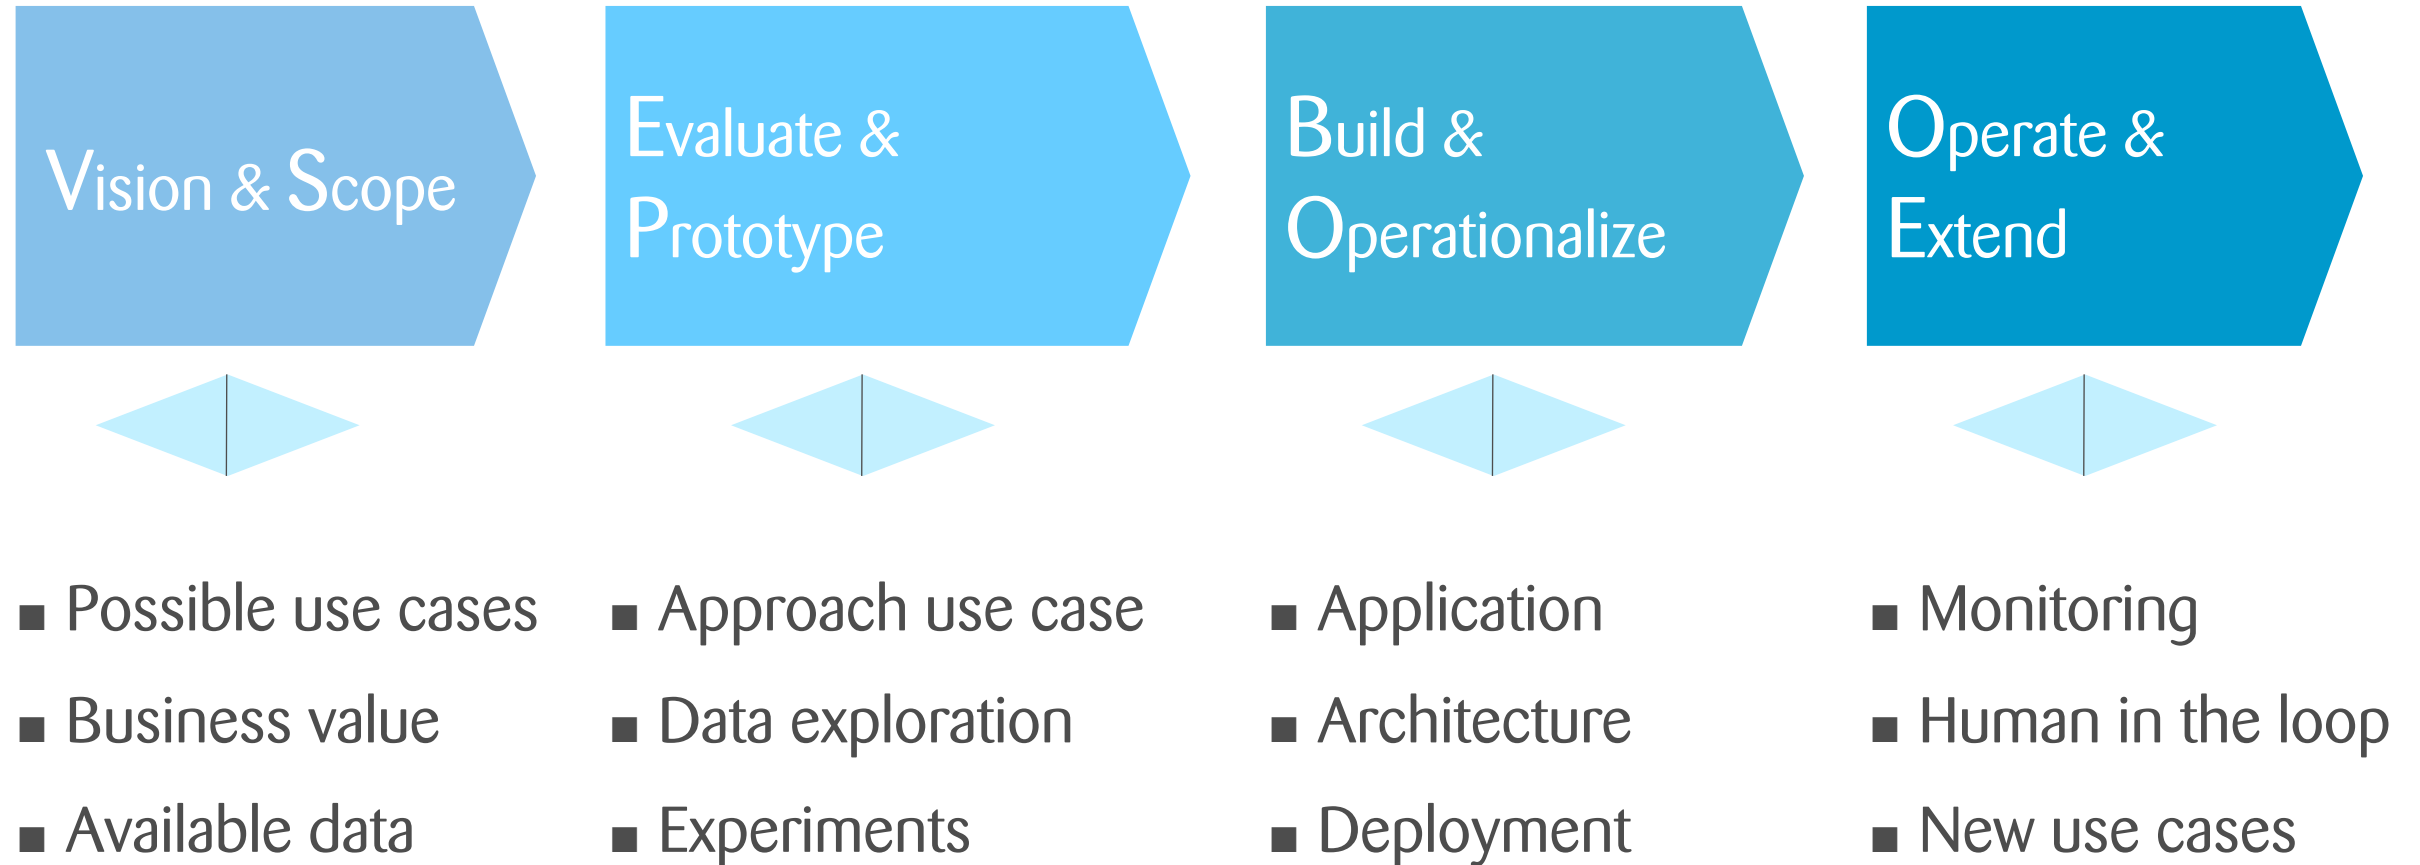 Vision & Scope
Evaluate &
Prototype
Build &
Operationalize
Operate &
Extend
■ Possible use cases
■ Business value
■ Available data
■ Approach use case
■ Data exploration
■ Experiments
■ Application
■ Architecture
■ Deployment
■ Monitoring
■ Human in the loop
■ New use cases